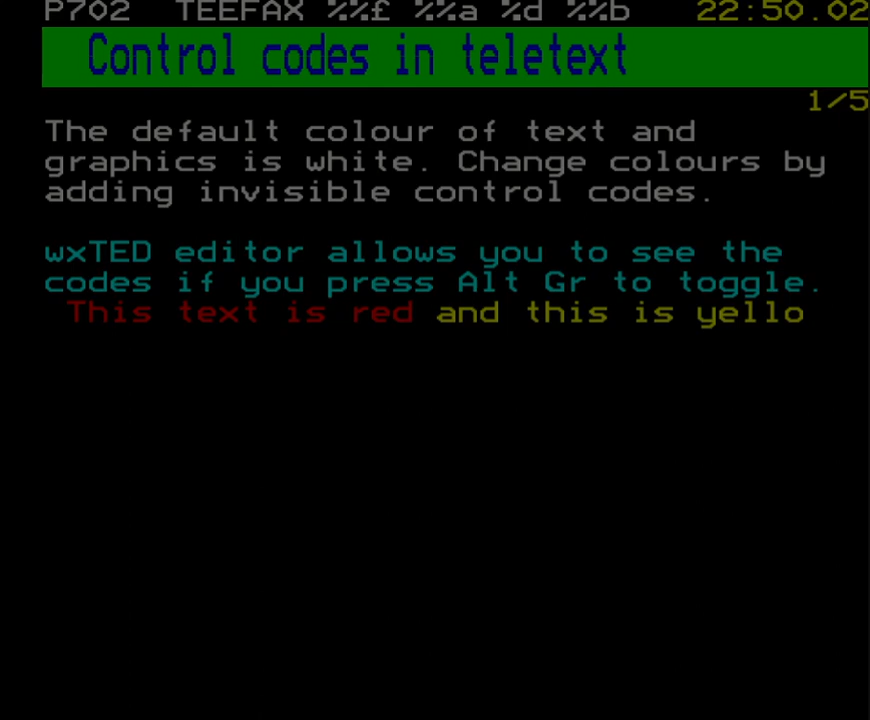 P702 TEEFAX %%£ %%a %d %%b 22:50.02
Control codes in teletext
1/5
The default colour of text and
graphics is white. Change colours by
adding invisible control codes.
wxTED editor allows you to see the
codes if you press Alt Gr to toggle.
This text is red and this is yello